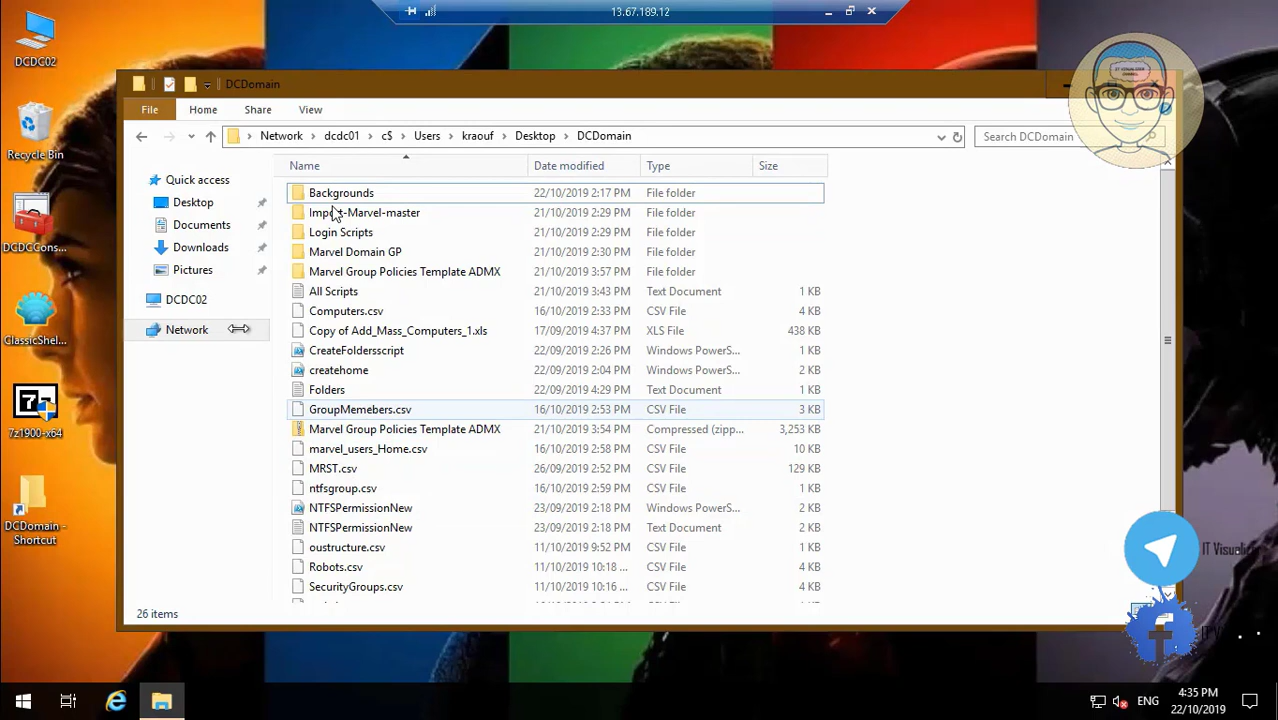 13.67.189.12
DCDC02
Recycle Bin
DCDCCons...
ClassicShel...
7z1900-x64
DCDomain -
Shortcut
DCDomain
IT VISUALIZER
CHANNEL
File Home Share View
Network > dcdc01 > c$ > Users > kraouf > Desktop > DCDomain
Search DCDomain
Quick access
Desktop
Documents
Downloads
Pictures
DCDC02
Network
Name Date modified Type Size
Backgrounds 22/10/2019 2:17 PM File folder
Import-Marvel-master 21/10/2019 2:29 PM File folder
Login Scripts 21/10/2019 2:29 PM File folder
Marvel Domain GP 21/10/2019 2:30 PM File folder
Marvel Group Policies Template ADMX 21/10/2019 3:57 PM File folder
All Scripts 21/10/2019 3:43 PM Text Document 1 KB
Computers.csv 21/10/2019 2:33 PM CSV File 4 KB
Copy of Add_Mass_Computers_1.xls 17/09/2019 4:37 PM XLS File 438 KB
CreateFoldersscript 22/09/2019 2:26 PM Windows PowerS... 1 KB
createhome 22/09/2019 2:04 PM Windows PowerS... 2 KB
Folders 22/09/2019 4:29 PM Text Document 1 KB
GroupMemebers.csv 16/10/2019 2:53 PM CSV File 3 KB
Marvel Group Policies Template ADMX 21/10/2019 3:54 PM Compressed (zipp... 3,253 KB
marvel_users_Home.csv 16/10/2019 2:58 PM CSV File 10 KB
MRST.csv 26/09/2019 2:52 PM CSV File 129 KB
ntfsgroup.csv 16/10/2019 2:59 PM CSV File 1 KB
NTFSPermissionNew 23/09/2019 2:18 PM Windows PowerS... 2 KB
NTFSPermissionNew 23/09/2019 2:18 PM Text Document 2 KB
oustructure.csv 11/10/2019 9:52 PM CSV File 1 KB
Robots.csv 11/10/2019 10:18 ... CSV File 4 KB
SecurityGroups.csv 11/10/2019 10:16 ... CSV File 4 KB
26 items
IT Visualiz
ENG
4:35 PM
22/10/2019